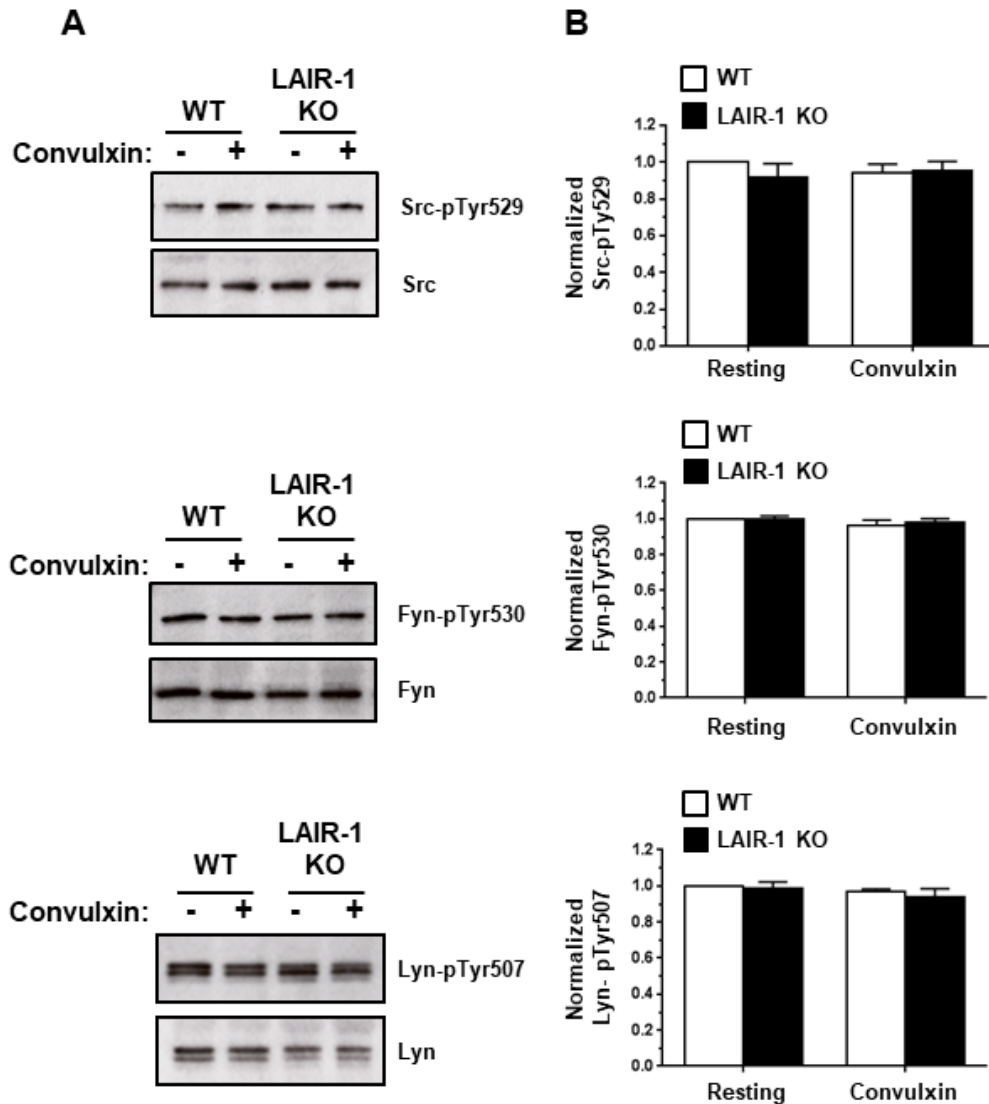 A
WT
LAIR-1
KO
Convulxin: - + - +
Src-pTyr529
Src
WT
LAIR-1
KO
Convulxin: - + - +
Fyn-pTyr530
Fyn
WT
LAIR-1
KO
Convulxin: - + - +
Lyn-pTyr507
Lyn
B
WT
LAIR-1 KO
Normalized
Src-pTy529
1.2
1.0
0.8
0.6
0.4
0.2
0.0
Resting Convulxin
WT
LAIR-1 KO
Normalized
Fyn-pTyr530
1.2
1.0
0.8
0.6
0.4
0.2
0.0
Resting Convulxin
WT
LAIR-1 KO
Normalized
Lyn- pTyr507
1.2
1.0
0.8
0.6
0.4
0.2
0.0
Resting Convulxin